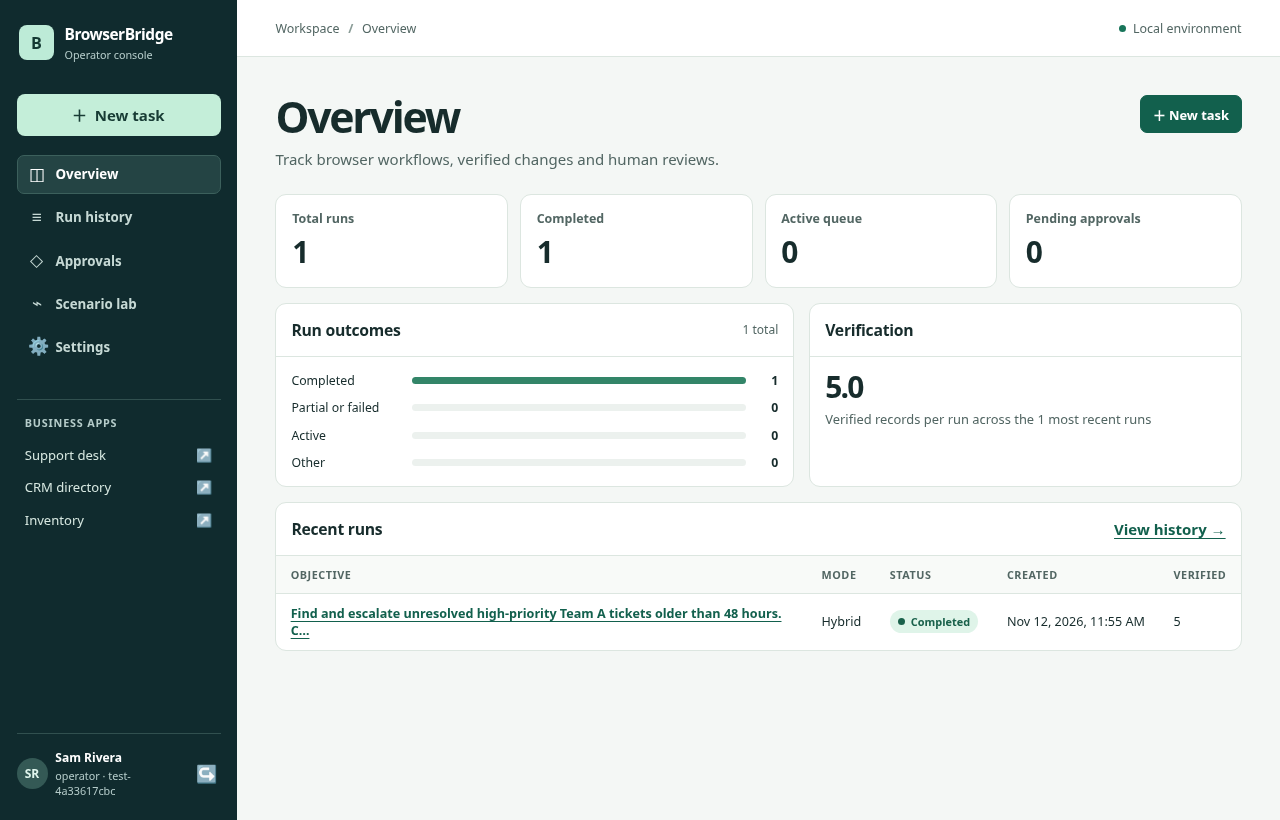 B
BrowserBridge
Operator console
+ New task
Overview
Run history
Approvals
Scenario lab
Settings
BUSINESS APPS
Support desk
CRM directory
Inventory
SR
Sam Rivera
operator · test-
4a33617cbc
Workspace / Overview
Local environment
Overview
+ New task
Track browser workflows, verified changes and human reviews.
Total runs
1
Completed
1
Active queue
0
Pending approvals
0
Run outcomes
1 total
Completed 1
Partial or failed 0
Active 0
Other 0
Verification
5.0
Verified records per run across the 1 most recent runs
Recent runs
View history →
OBJECTIVE MODE STATUS CREATED VERIFIED
Find and escalate unresolved high-priority Team A tickets older than 48 hours.
C... Hybrid Completed Nov 12, 2026, 11:55 AM 5